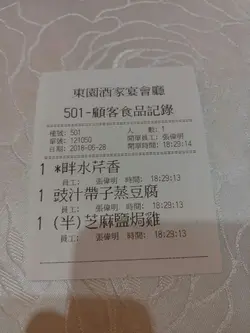 東園酒家宴會廳
501-顧客食品記錄
檯號: 501 人 數: 1
單號: 121050 開單員工: 張偉明
日期: 2016-05-28 開單時間: 18:29:14
1 *畔水芹香
員工: 張偉明 時間: 18:29:13
1 豉汁帶子蒸豆腐
員工: 張偉明 時間: 18:29:13
1 (半)芝麻鹽焗雞
員工: 張偉明 時間: 18:29:13